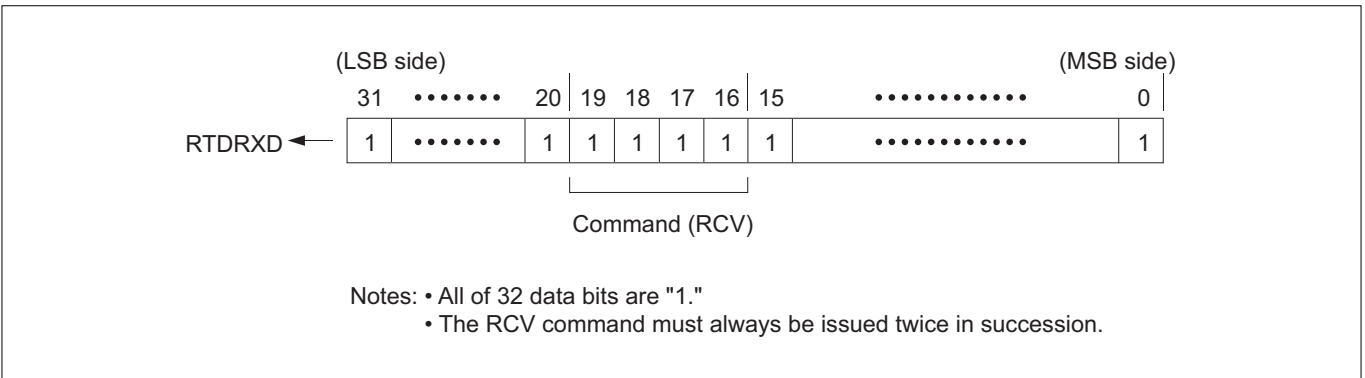 (LSB side) (MSB side)
31 ••••••• 20 19 18 17 16 15 •••••••••••• 0
RTDRXD 1 ••••••• 1 1 1 1 1 1 •••••••••••• 1
Command (RCV)
Notes: • All of 32 data bits are "1."
• The RCV command must always be issued twice in succession.